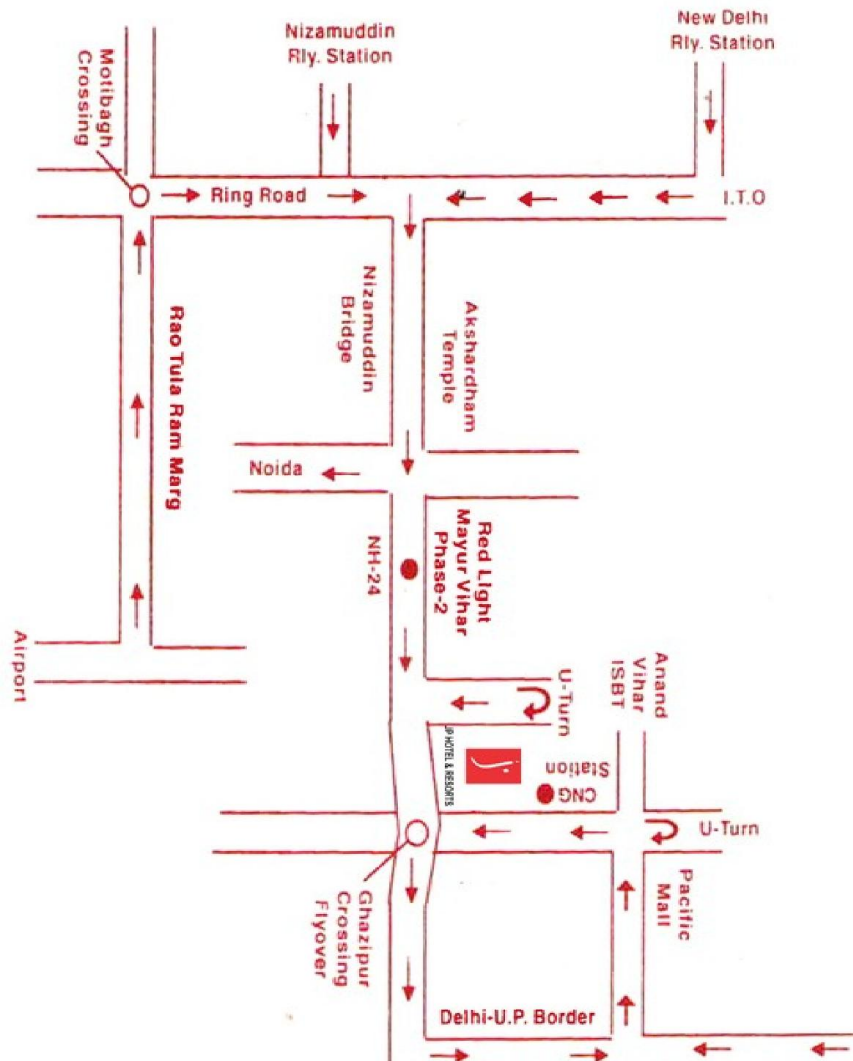 Nizamuddin
Rly. Station
New Delhi
Rly. Station
Motibagh
Crossing
Ring Road
I.T.O
Nizamuddin
Bridge
Akshardham
Temple
Rao Tula Ram Marg
Noida
NH-24
Red Light
Mayur Vihar
Phase-2
Airport
U-Turn
Anand
Vihar
ISBT
JP HOTEL & RESORTS
CNG
Station
U-Turn
Ghazipur
Crossing
Flyover
Pacific
Mall
Delhi-U.P. Border